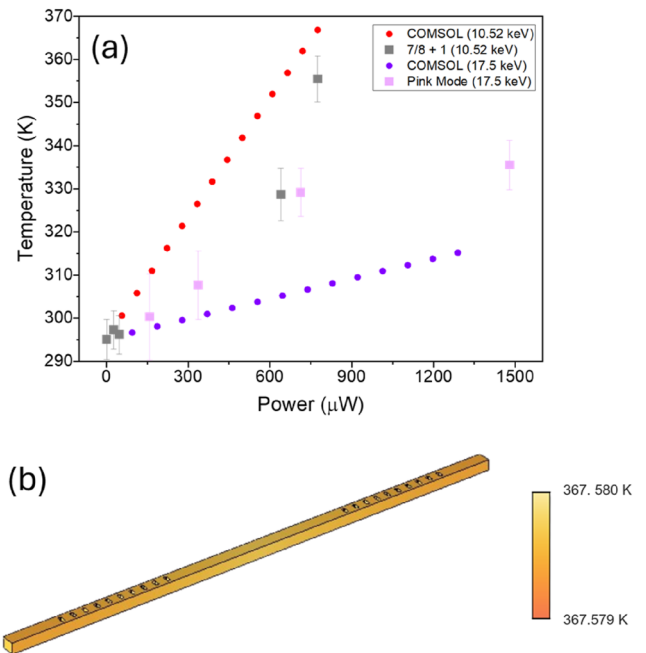 (a)
370
360
350
340
330
320
310
300
290
Temperature (K)
COMSOL (10.52 keV)
7/8 + 1 (10.52 keV)
COMSOL (17.5 keV)
Pink Mode (17.5 keV)
0 300 600 900 1200 1500
Power (μW)
(b)
367. 580 K
367.579 K